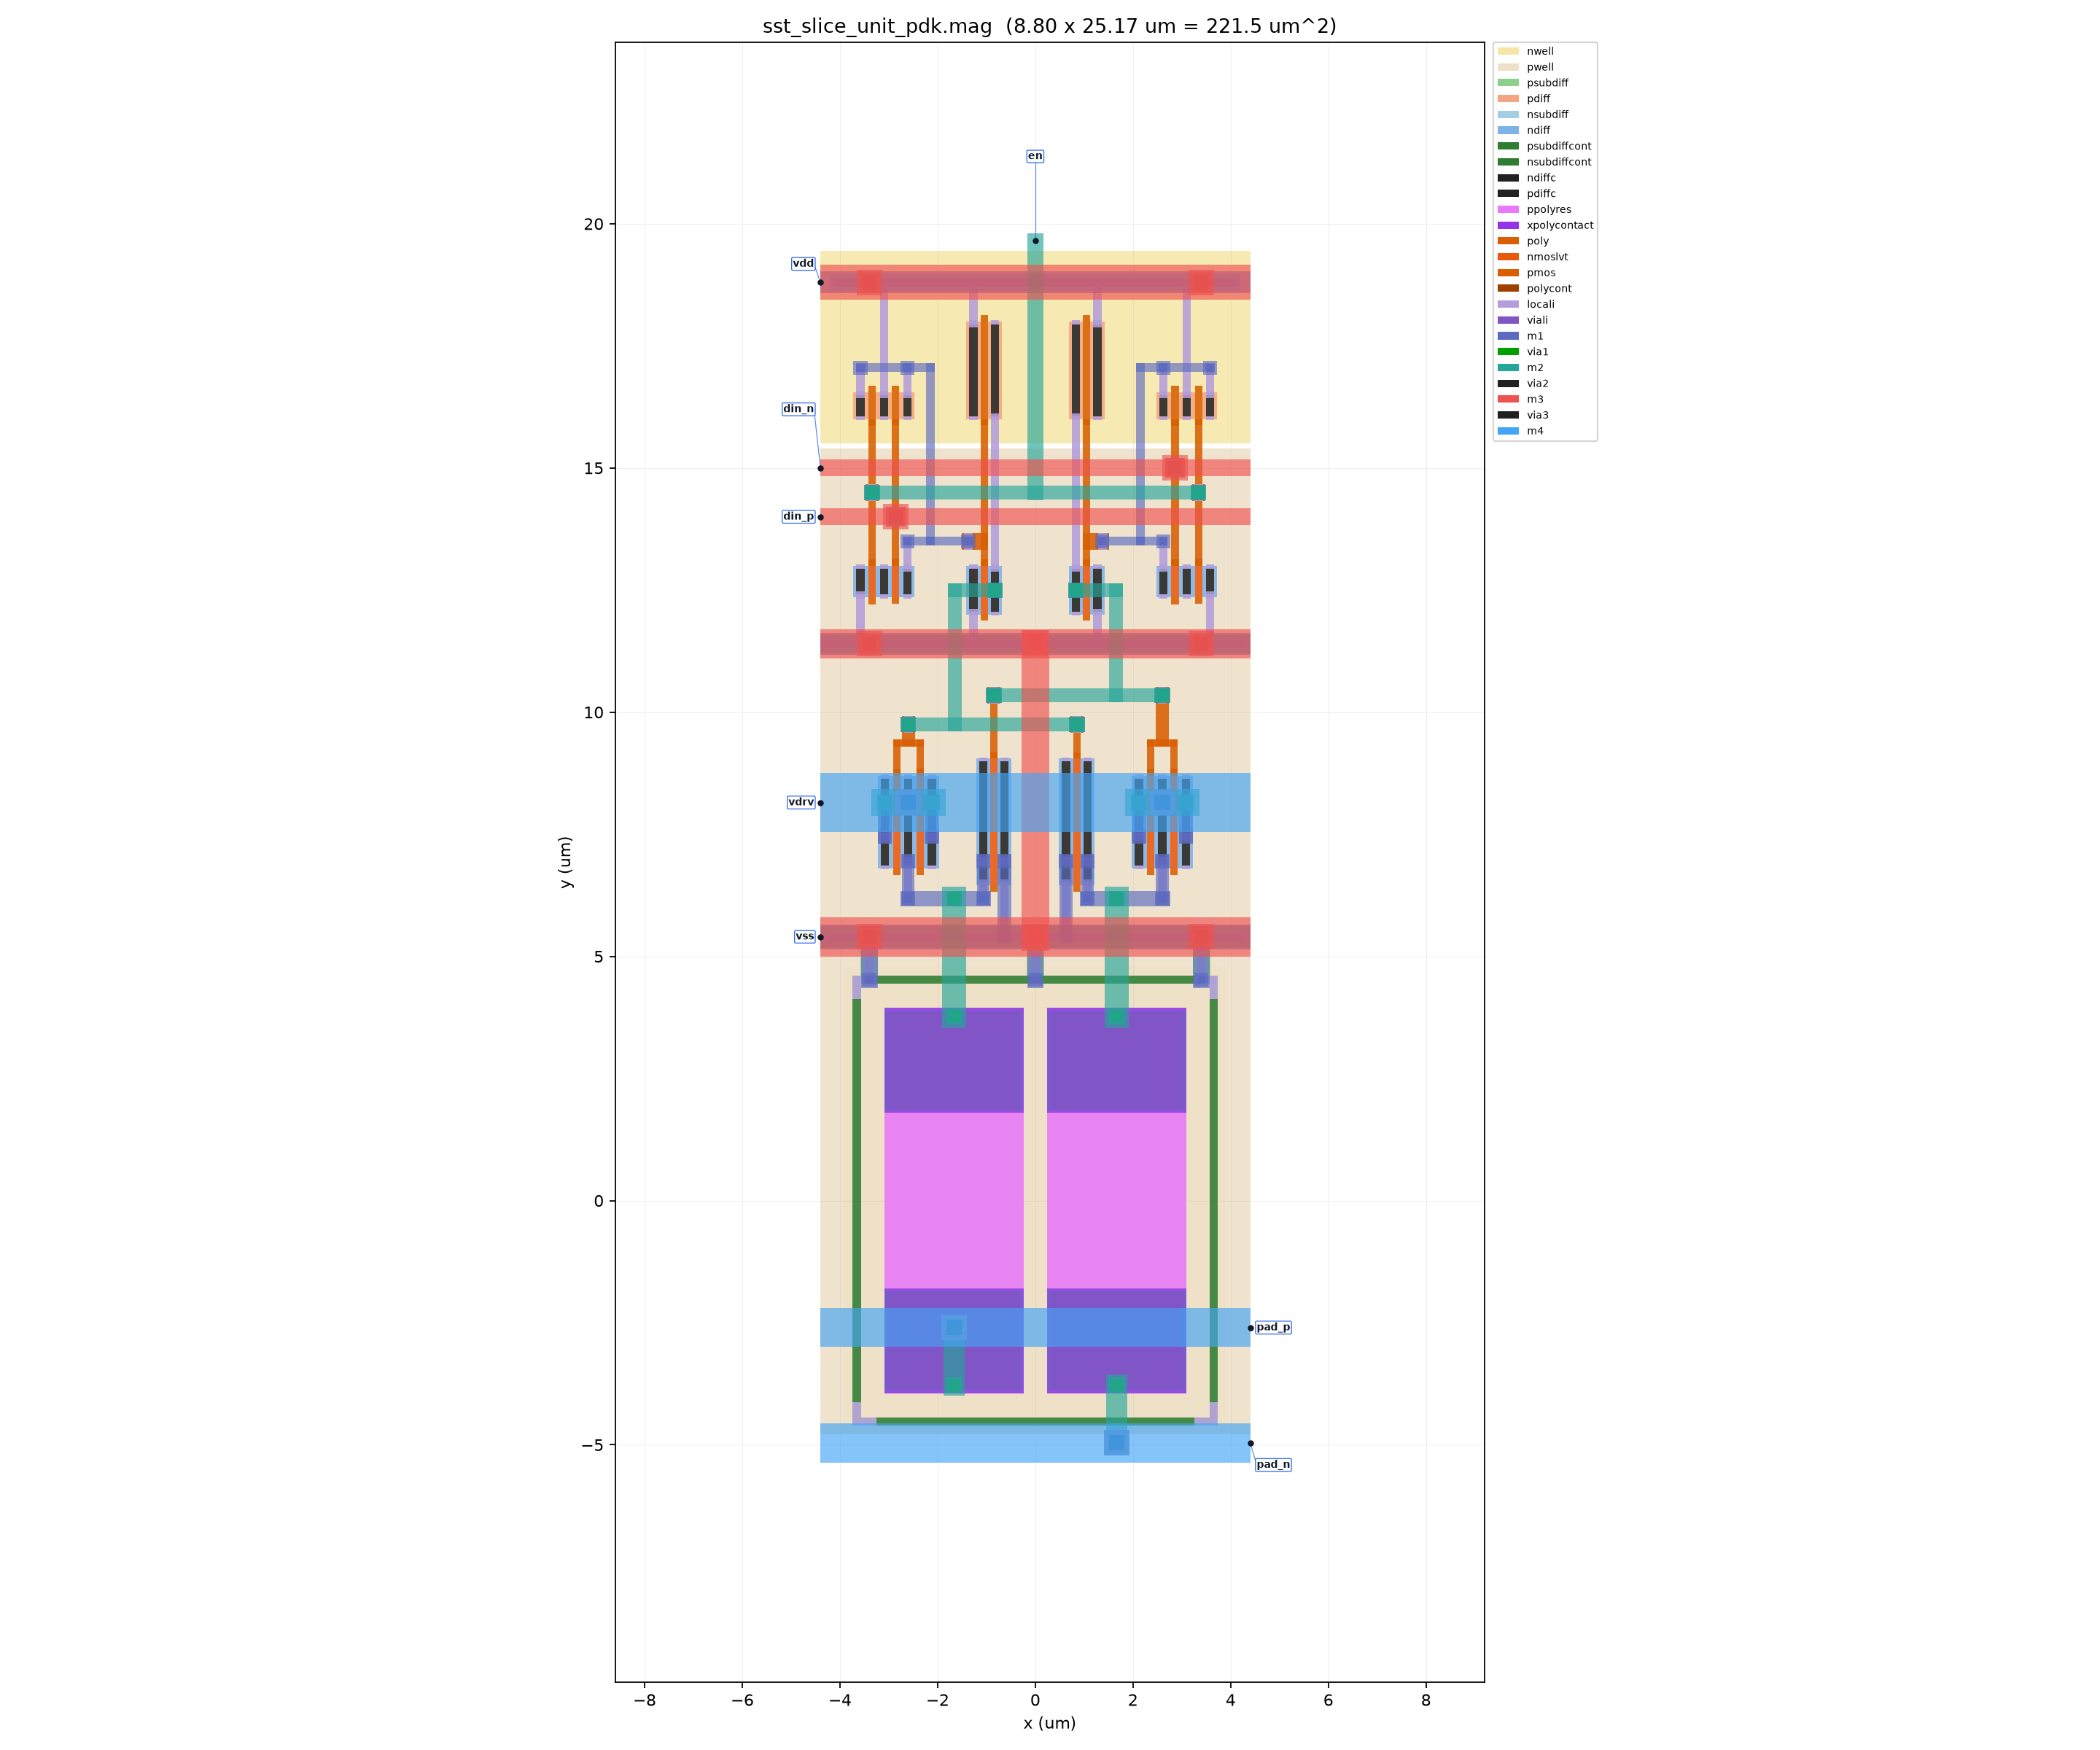 sst_slice_unit_pdk.mag (8.80 x 25.17 um = 221.5 um^2)
nwell
pwell
psubdiff
pdiff
nsubdiff
ndiff
psubdiffcont
nsubdiffcont
ndiffc
pdiffc
ppolyres
xpolycontact
poly
nmoslvt
pmos
polycont
locali
viali
m1
via1
m2
via2
m3
via3
m4
en
vdd
din_n
din_p
vdrv
vss
pad_p
pad_n
20
15
10
5
0
−5
y (um)
−8 −6 −4 −2 0 2 4 6 8
x (um)